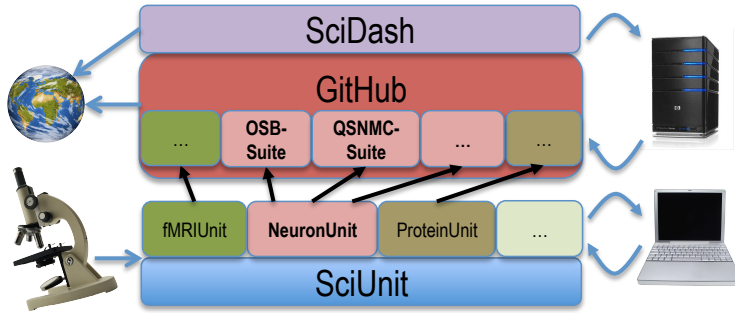 SciDash
GitHub
...
OSB-
Suite
QSNMC-
Suite
...
...
fMRIUnit
NeuronUnit
ProteinUnit
...
SciUnit